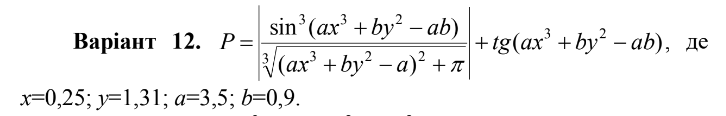 Варіант 12. P = |sin³(ax³ + by² − ab) / ∛((ax³ + by² − a)² + π)| + tg(ax³ + by² − ab), де
x=0,25; y=1,31; a=3,5; b=0,9.